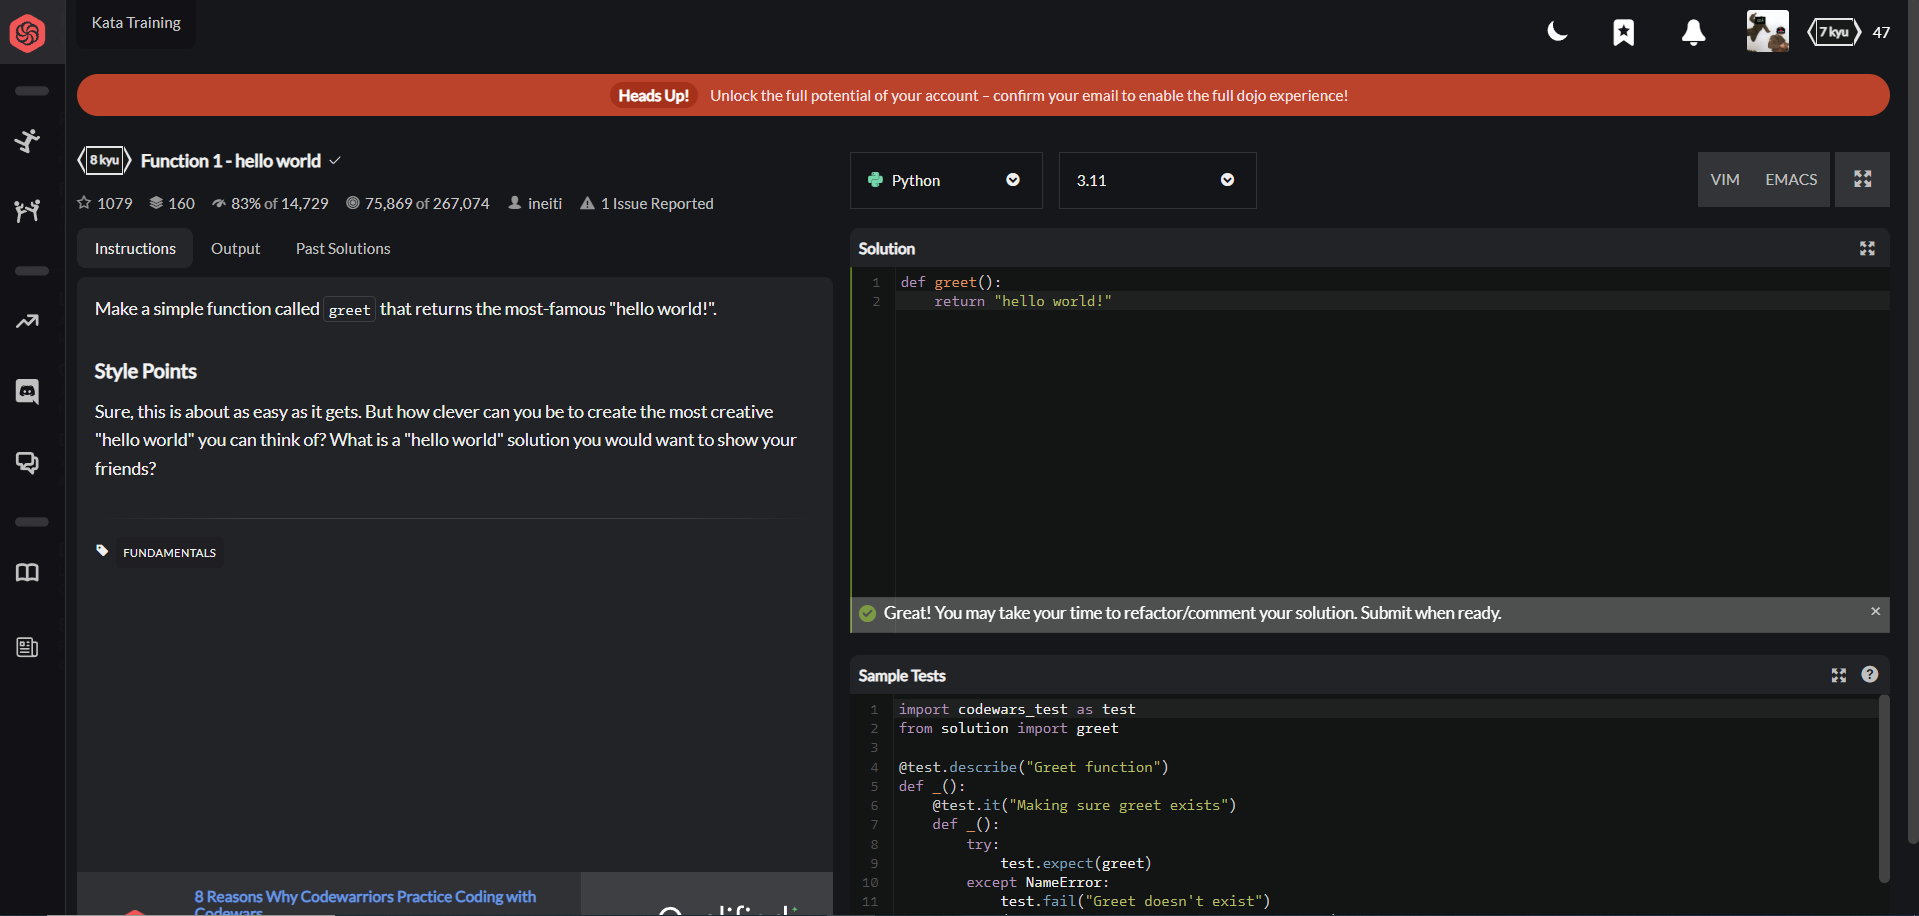 Kata Training
7 kyu 47
Heads Up! Unlock the full potential of your account – confirm your email to enable the full dojo experience!
8 kyu Function 1 - hello world
1079 160 83% of 14,729 75,869 of 267,074 ineiti 1 Issue Reported
Instructions Output Past Solutions
Make a simple function called greet that returns the most-famous "hello world!".
Style Points
Sure, this is about as easy as it gets. But how clever can you be to create the most creative
"hello world" you can think of? What is a "hello world" solution you would want to show your
friends?
FUNDAMENTALS
8 Reasons Why Codewarriors Practice Coding with
Codewars
Python 3.11 VIM EMACS
Solution
1 def greet():
2     return "hello world!"
Great! You may take your time to refactor/comment your solution. Submit when ready.
Sample Tests
1 import codewars_test as test
2 from solution import greet
3
4 @test.describe("Greet function")
5 def _():
6     @test.it("Making sure greet exists")
7     def _():
8         try:
9             test.expect(greet)
10         except NameError:
11             test.fail("Greet doesn't exist")